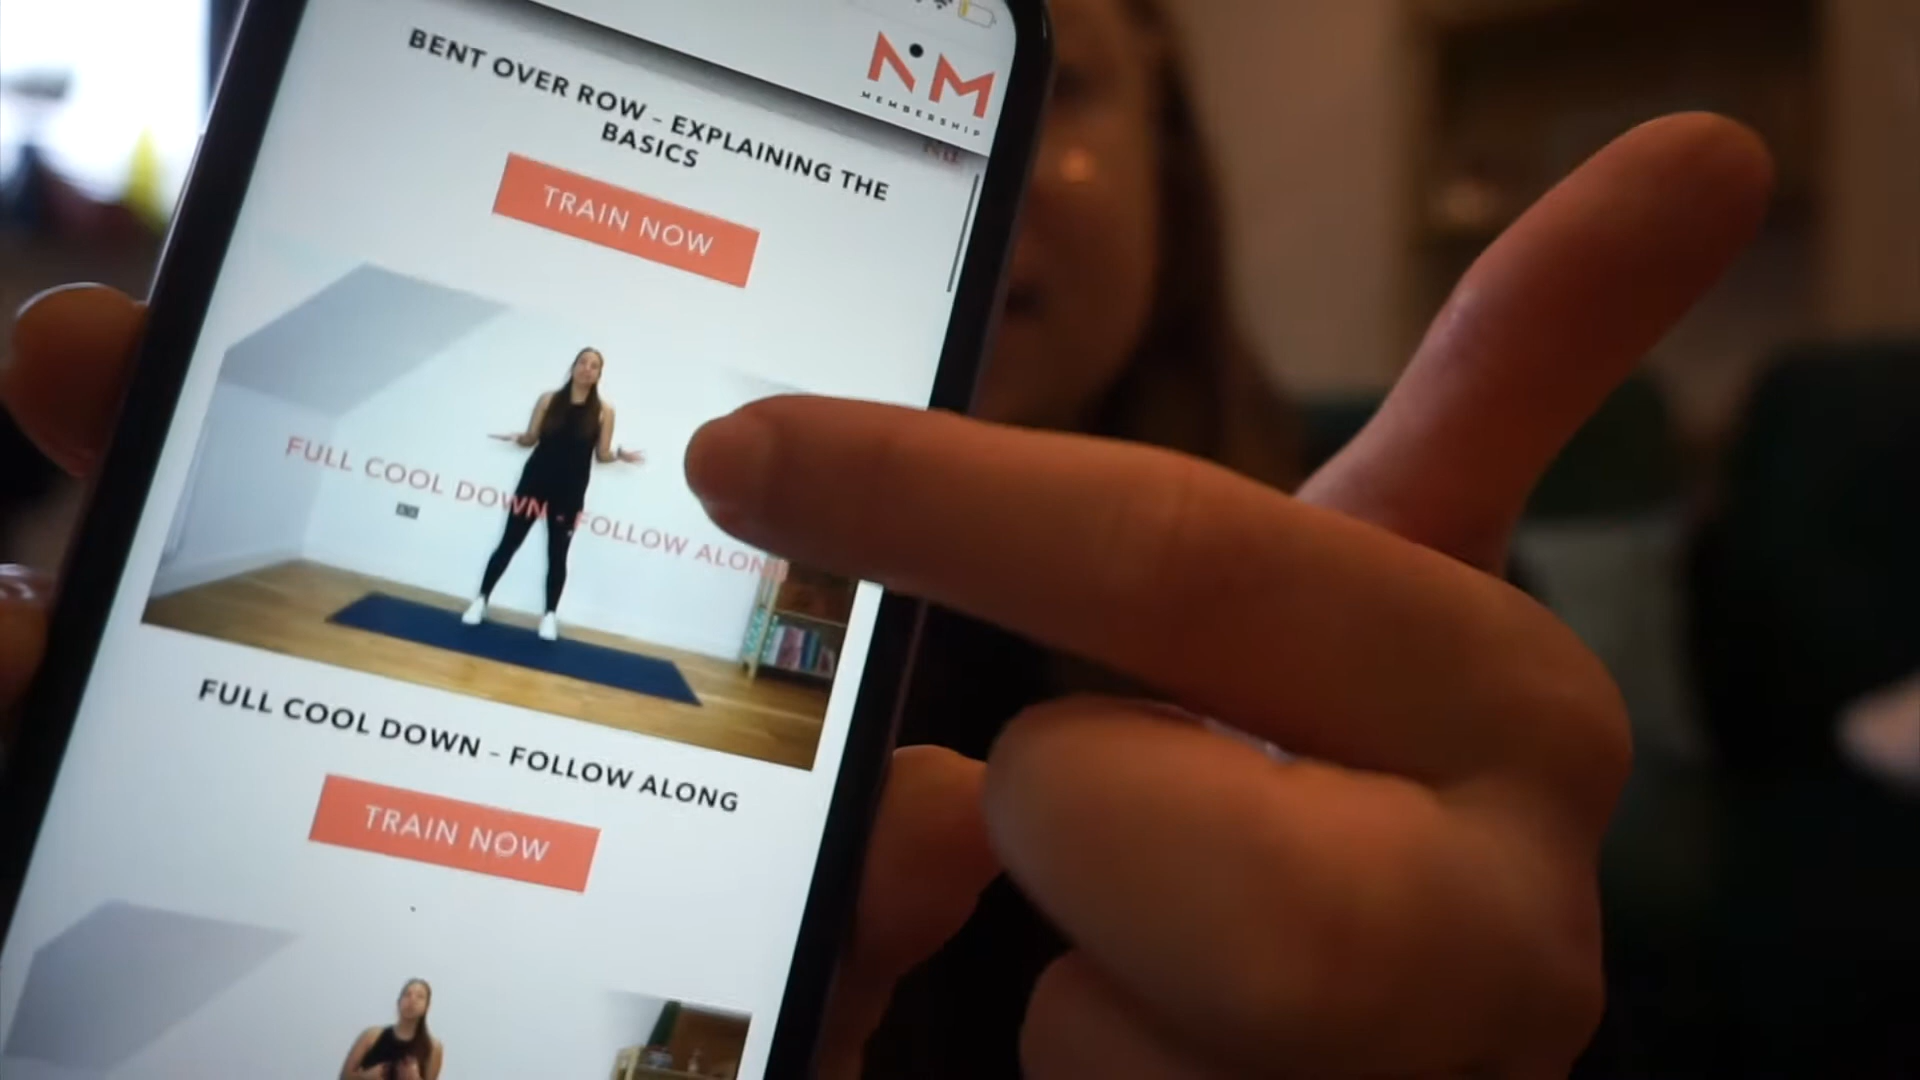 NM
MEMBERSHIP
BENT OVER ROW - EXPLAINING THE
BASICS
TRAIN NOW
FULL COOL DOWN - FOLLOW ALONG
FULL COOL DOWN - FOLLOW ALONG
TRAIN NOW